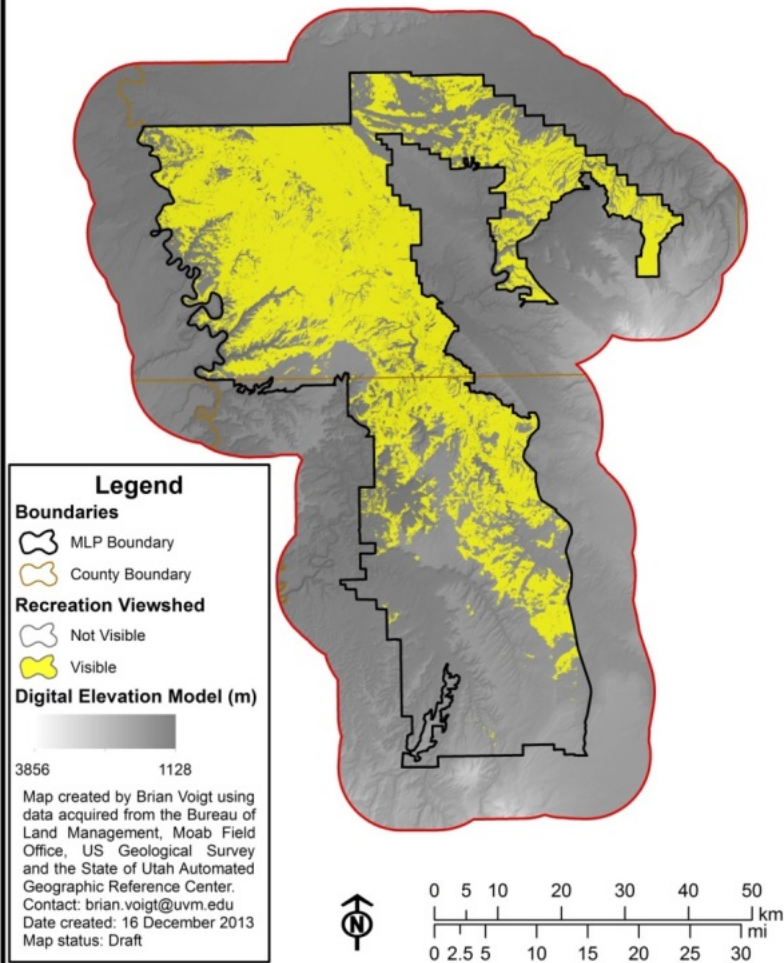 Legend
Boundaries
MLP Boundary
County Boundary
Recreation Viewshed
Not Visible
Visible
Digital Elevation Model (m)
3856 1128
Map created by Brian Voigt using
data acquired from the Bureau of
Land Management, Moab Field
Office, US Geological Survey
and the State of Utah Automated
Geographic Reference Center.
Contact: brian.voigt@uvm.edu
Date created: 16 December 2013
Map status: Draft
N
0 5 10 20 30 40 50
km
mi
0 2.5 5 10 15 20 25 30